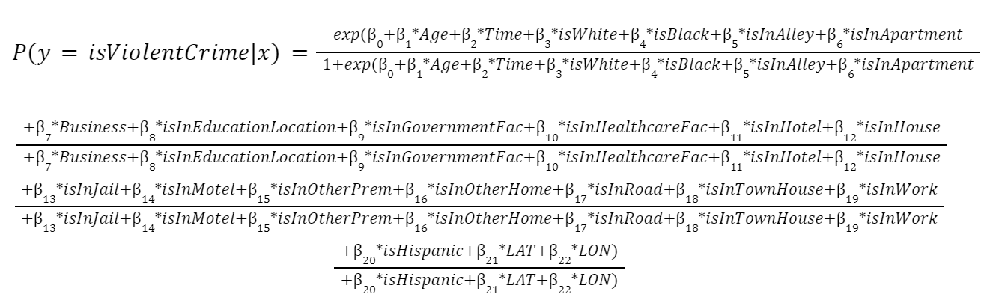 P(y = isViolentCrime|x) = exp(β0+β1*Age+β2*Time+β3*isWhite+β4*isBlack+β5*isInAlley+β6*isInApartment
1+exp(β0+β1*Age+β2*Time+β3*isWhite+β4*isBlack+β5*isInAlley+β6*isInApartment
+β7*Business+β8*isInEducationLocation+β9*isInGovernmentFac+β10*isInHealthcareFac+β11*isInHotel+β12*isInHouse
+β7*Business+β8*isInEducationLocation+β9*isInGovernmentFac+β10*isInHealthcareFac+β11*isInHotel+β12*isInHouse
+β13*isInJail+β14*isInMotel+β15*isInOtherPrem+β16*isInOtherHome+β17*isInRoad+β18*isInTownHouse+β19*isInWork
+β13*isInJail+β14*isInMotel+β15*isInOtherPrem+β16*isInOtherHome+β17*isInRoad+β18*isInTownHouse+β19*isInWork
+β20*isHispanic+β21*LAT+β22*LON)
+β20*isHispanic+β21*LAT+β22*LON)